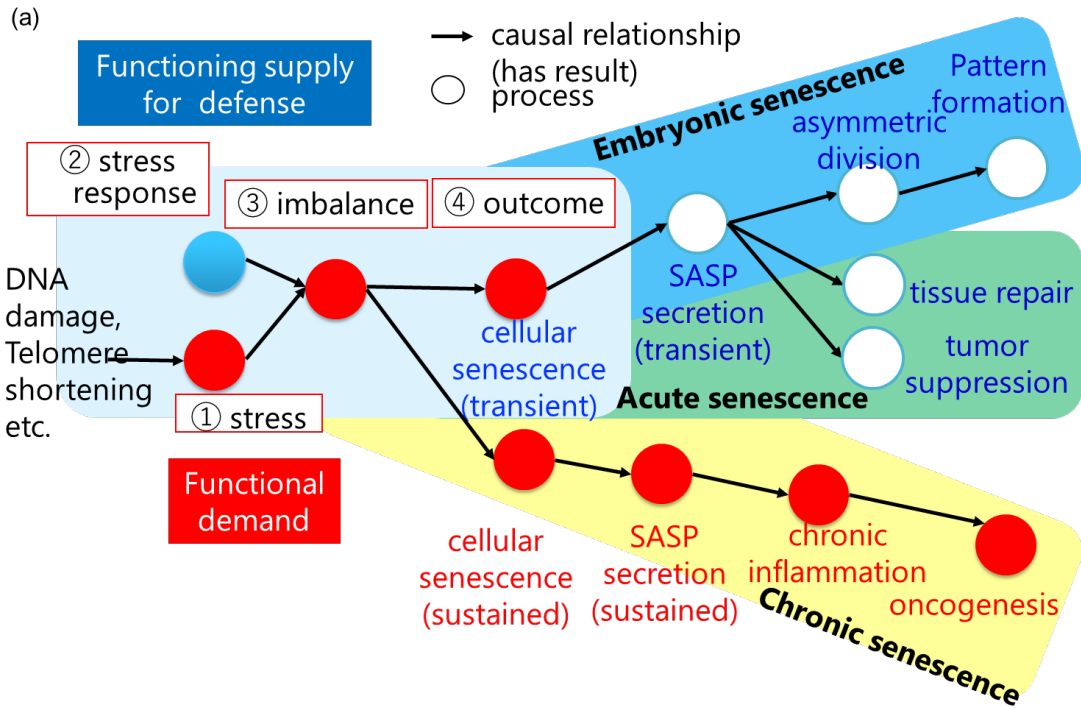 (a)
Functioning supply
for defense
causal relationship
(has result)
process
Embryonic senescence
Pattern
formation
asymmetric
division
② stress
response
③ imbalance
④ outcome
DNA
damage,
Telomere
shortening
etc.
① stress
Functional
demand
cellular
senescence
(transient)
SASP
secretion
(transient)
tissue repair
tumor
suppression
Acute senescence
cellular
senescence
(sustained)
SASP
secretion
(sustained)
chronic
inflammation
oncogenesis
Chronic senescence